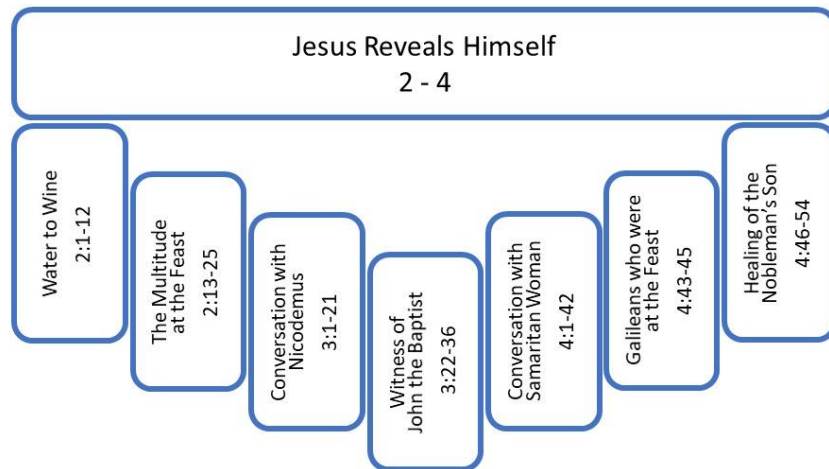 Jesus Reveals Himself
2 - 4
Water to Wine
2:1-12
The Multitude
at the Feast
2:13-25
Conversation with
Nicodemus
3:1-21
Witness of
John the Baptist
3:22-36
Conversation with
Samaritan Woman
4:1-42
Galileans who were
at the Feast
4:43-45
Healing of the
Nobleman's Son
4:46-54